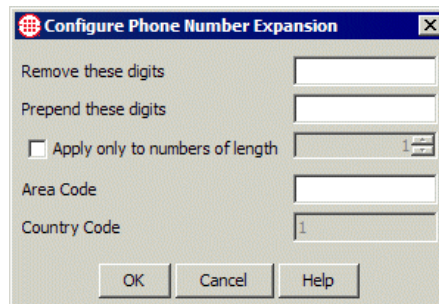 Configure Phone Number Expansion
Remove these digits
Prepend these digits
Apply only to numbers of length 1
Area Code
Country Code 1
OK Cancel Help